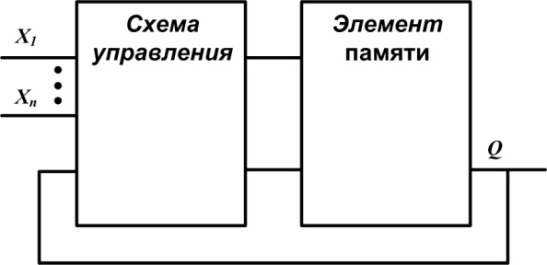 Схема
управления
Элемент
памяти
X1
Xn
Q